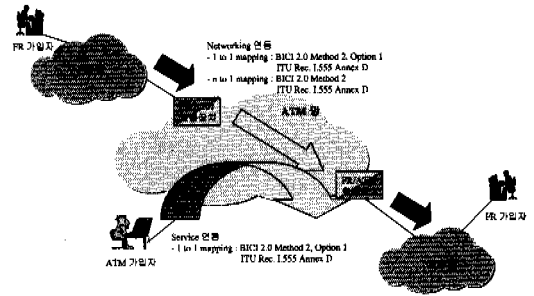 FR 가입자
Networking 연동
- 1 to 1 mapping : BICI 2.0 Method 2, Option 1
ITU Rec. I.555 Annex D
- n to 1 mapping : BICI 2.0 Method 2
ITU Rec. I.555 Annex D
ATM 망
FR 가입자
ATM 가입자
Service 연동
- 1 to 1 mapping : BICI 2.0 Method 2, Option 1
ITU Rec. I.555 Annex D